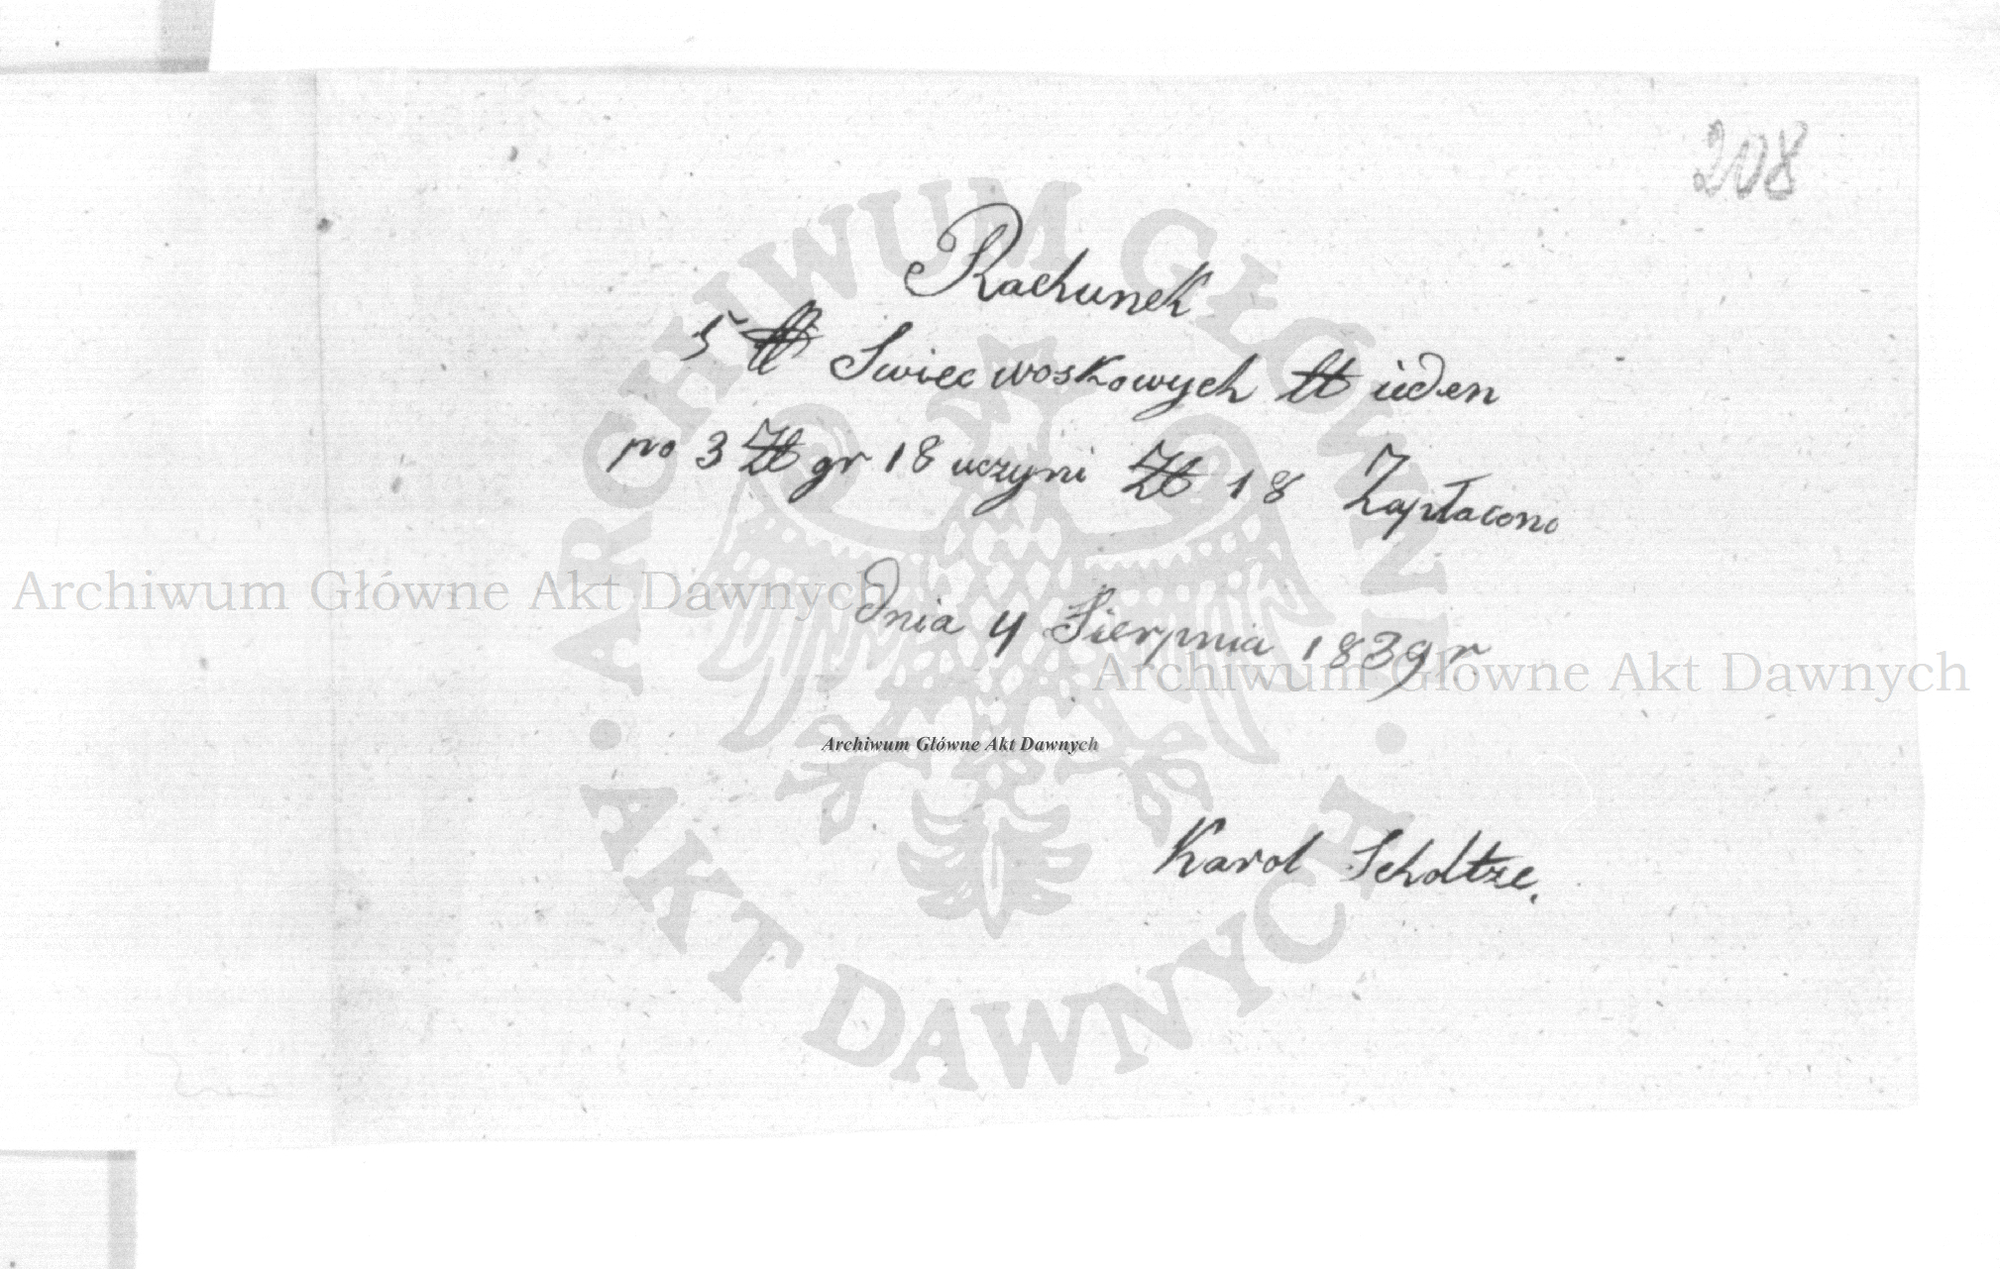 208
Rachunek
5 ℔ Swiec woskowych ℔ ieden
po 3 Zł gr 18 uczyni Zł 18 Zapłacono
dnia 4 Sierpnia 1839 r
Karol Scholtze.
ARCHIWUM GŁÓWNE
AKT DAWNYCH
Archiwum Główne Akt Dawnych
Archiwum Główne Akt Dawnych
Archiwum Główne Akt Dawnych